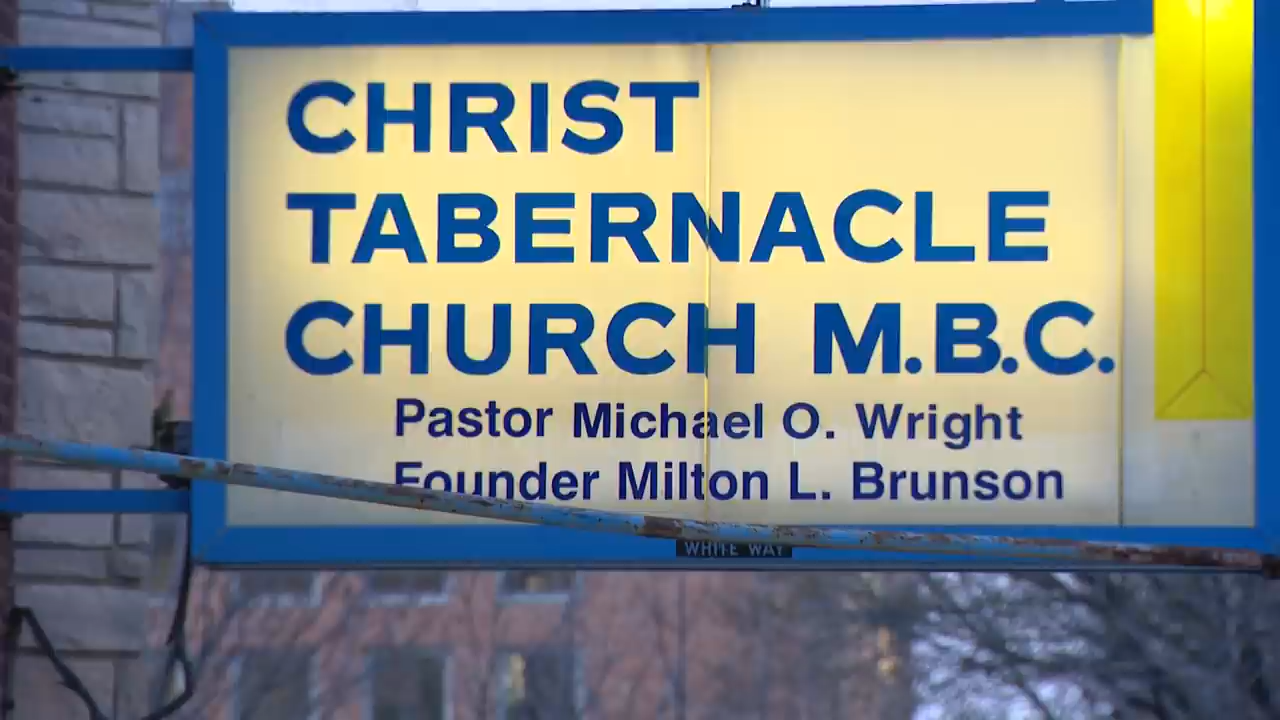 CHRIST
TABERNACLE
CHURCH M.B.C.
Pastor Michael O. Wright
Founder Milton L. Brunson
WHITE WAY